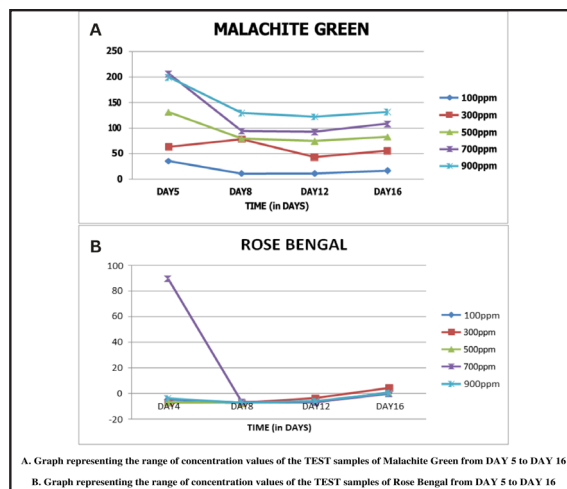 A
MALACHITE GREEN
250
200
150
100
50
0
DAY5 DAY8 DAY12 DAY16
TIME (in DAYS)
100ppm
300ppm
500ppm
700ppm
900ppm
B
ROSE BENGAL
100
80
60
40
20
0
-20
DAY4 DAY8 DAY12 DAY16
TIME (in DAYS)
100ppm
300ppm
500ppm
700ppm
900ppm
A. Graph representing the range of concentration values of the TEST samples of Malachite Green from DAY 5 to DAY 16
B. Graph representing the range of concentration values of the TEST samples of Rose Bengal from DAY 5 to DAY 16